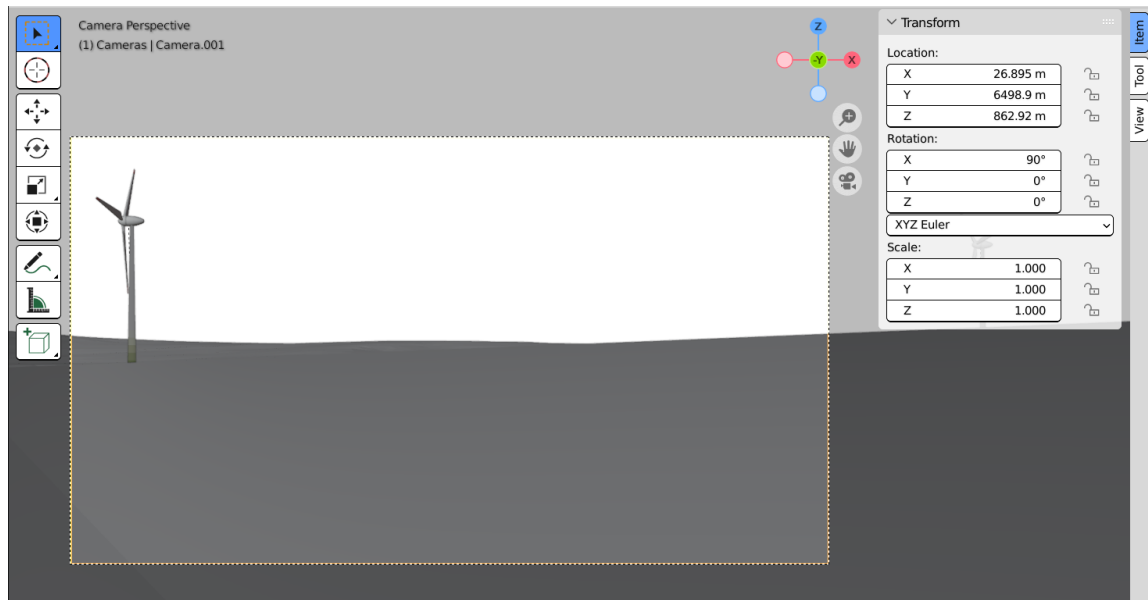 Camera Perspective
(1) Cameras | Camera.001
Z
-Y
X
Transform
Location:
X 26.895 m
Y 6498.9 m
Z 862.92 m
Rotation:
X 90°
Y 0°
Z 0°
XYZ Euler
Scale:
X 1.000
Y 1.000
Z 1.000
Item
Tool
View